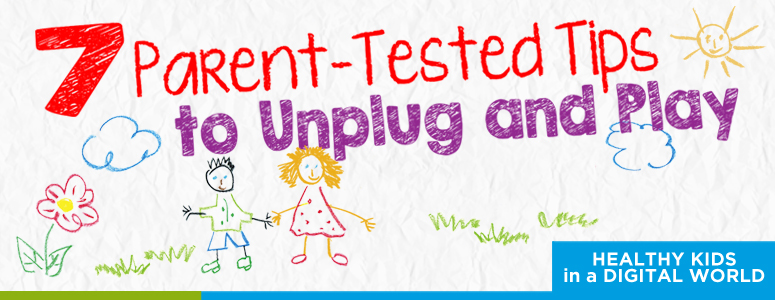 7 Parent-Tested Tips
to Unplug and Play
HEALTHY KIDS
in a DIGITAL WORLD